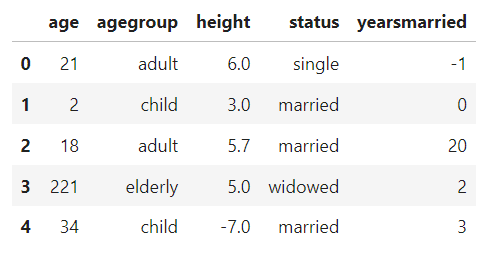 age agegroup height status yearsmarried
0 21 adult 6.0 single -1
1 2 child 3.0 married 0
2 18 adult 5.7 married 20
3 221 elderly 5.0 widowed 2
4 34 child -7.0 married 3